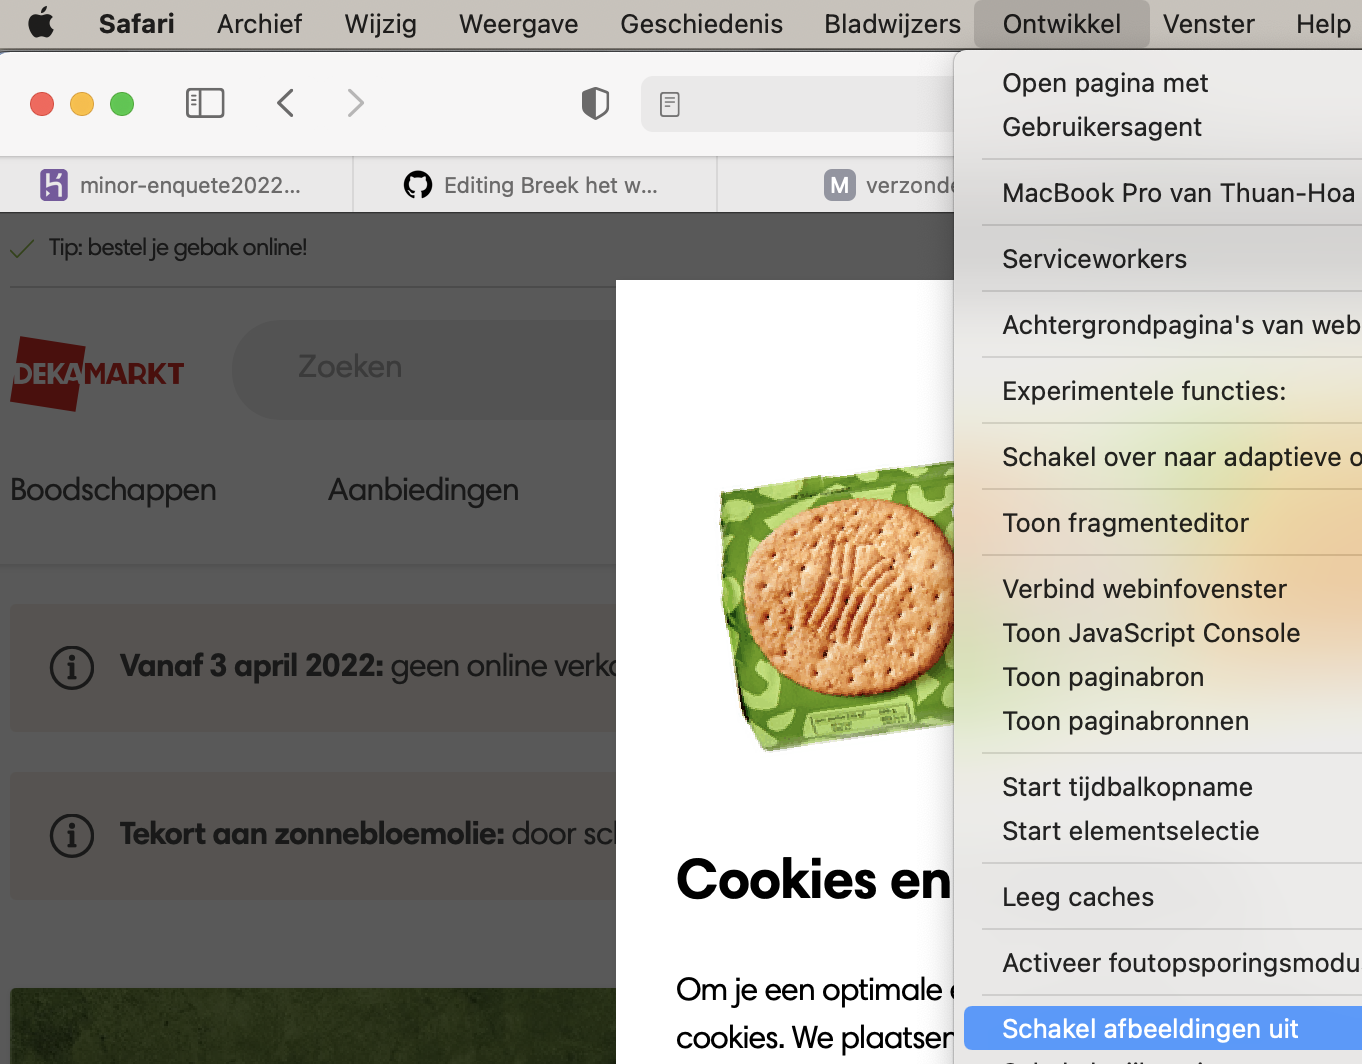 Safari Archief Wijzig Weergave Geschiedenis Bladwijzers Ontwikkel Venster Help
minor-enquete2022... Editing Breek het w... M verzonde
Tip: bestel je gebak online!
DEKAMARKT
Zoeken
Boodschappen Aanbiedingen
Vanaf 3 april 2022: geen online verko
Tekort aan zonnebloemolie: door sc
Cookies en
Om je een optimale e
cookies. We plaatsen
Open pagina met
Gebruikersagent
MacBook Pro van Thuan-Hoa
Serviceworkers
Achtergrondpagina's van web
Experimentele functies:
Schakel over naar adaptieve o
Toon fragmenteditor
Verbind webinfovenster
Toon JavaScript Console
Toon paginabron
Toon paginabronnen
Start tijdbalkopname
Start elementselectie
Leeg caches
Activeer foutopsporingsmodu
Schakel afbeeldingen uit